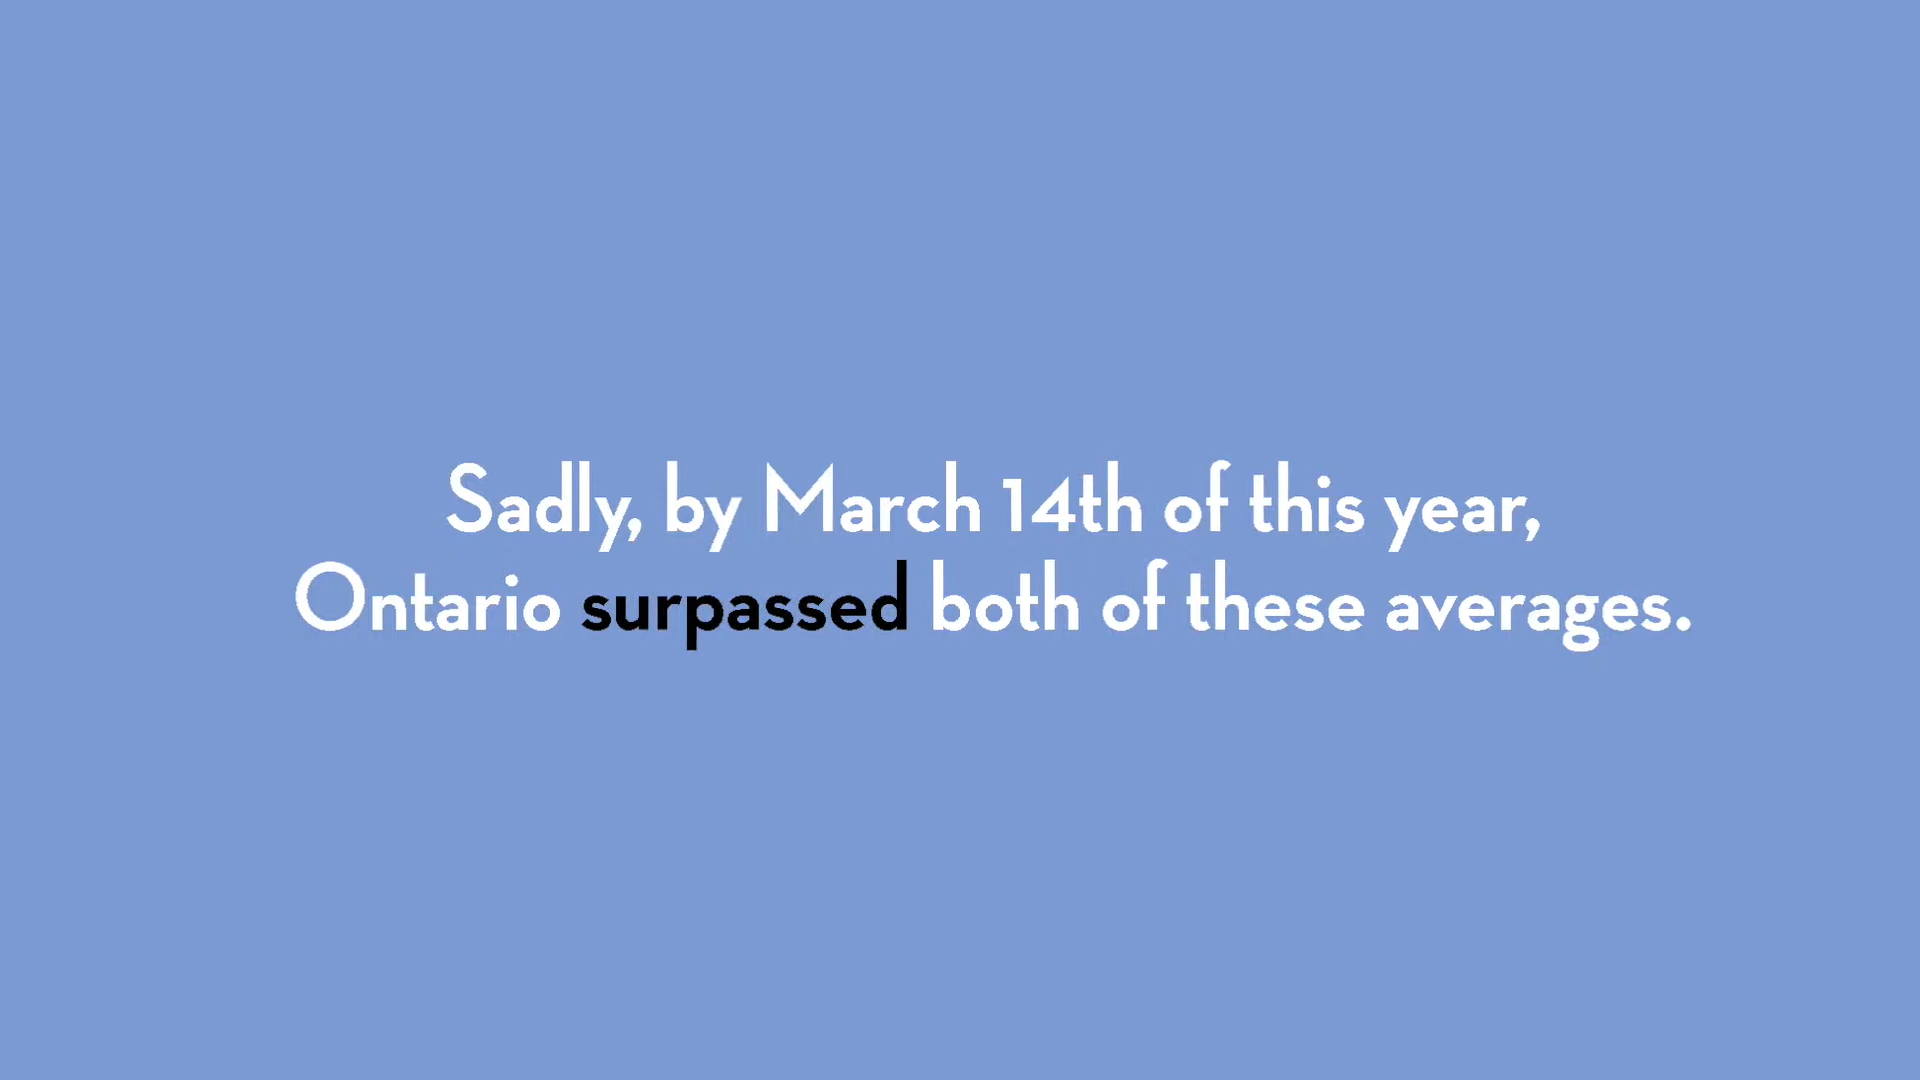 Sadly, by March 14th of this year,
Ontario surpassed both of these averages.